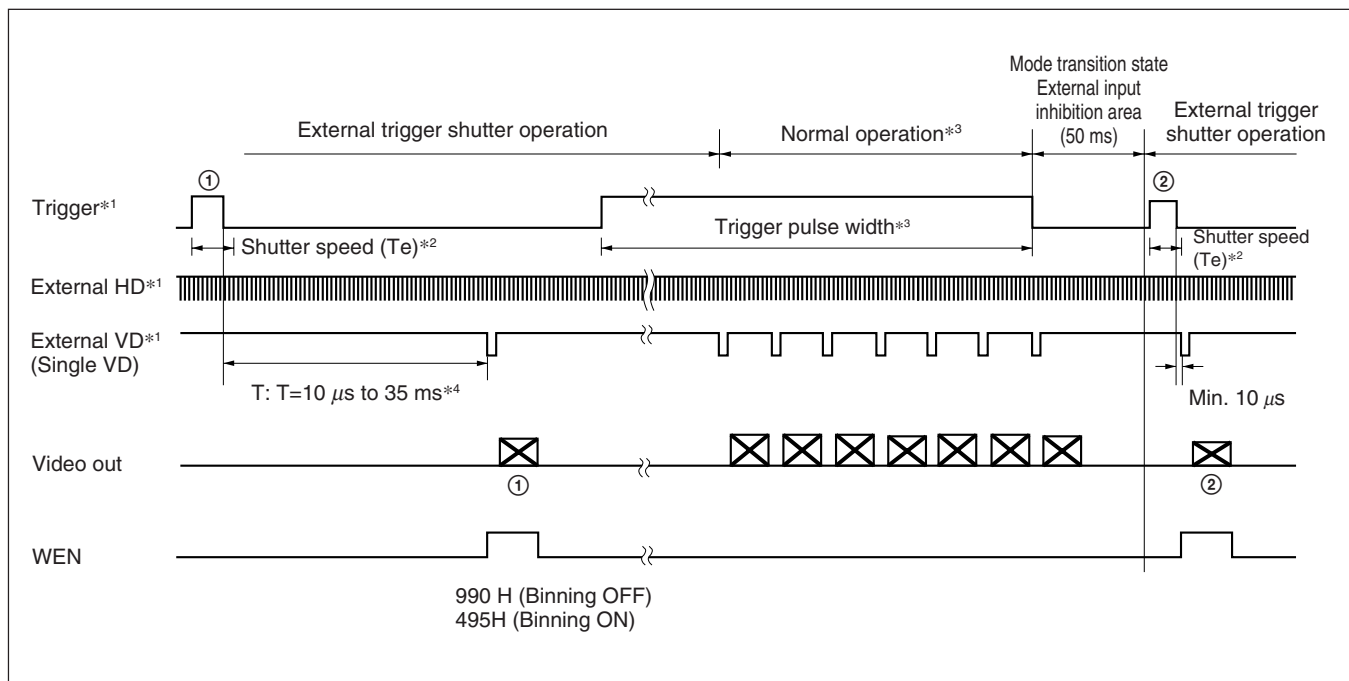 Mode transition state
External input
inhibition area
(50 ms)
External trigger shutter operation
Normal operation*3
External trigger
shutter operation
①
②
Trigger*1
Shutter speed (Te)*2
Trigger pulse width*3
Shutter speed
(Te)*2
External HD*1
External VD*1
(Single VD)
T: T=10 μs to 35 ms*4
Min. 10 μs
Video out
①
②
WEN
990 H (Binning OFF)
495H (Binning ON)